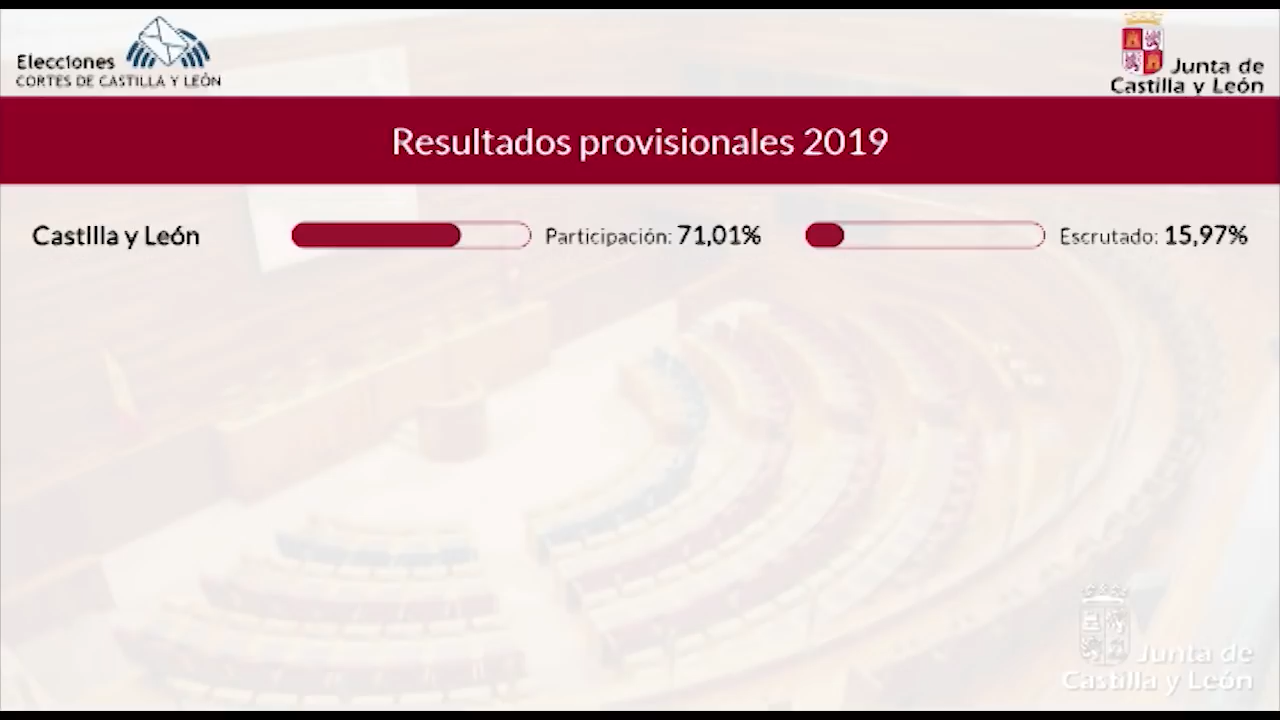 Elecciones
CORTES DE CASTILLA Y LEÓN
Junta de
Castilla y León
Resultados provisionales 2019
Castilla y León
Participación: 71,01%
Escrutado: 15,97%
Junta de
Castilla y León